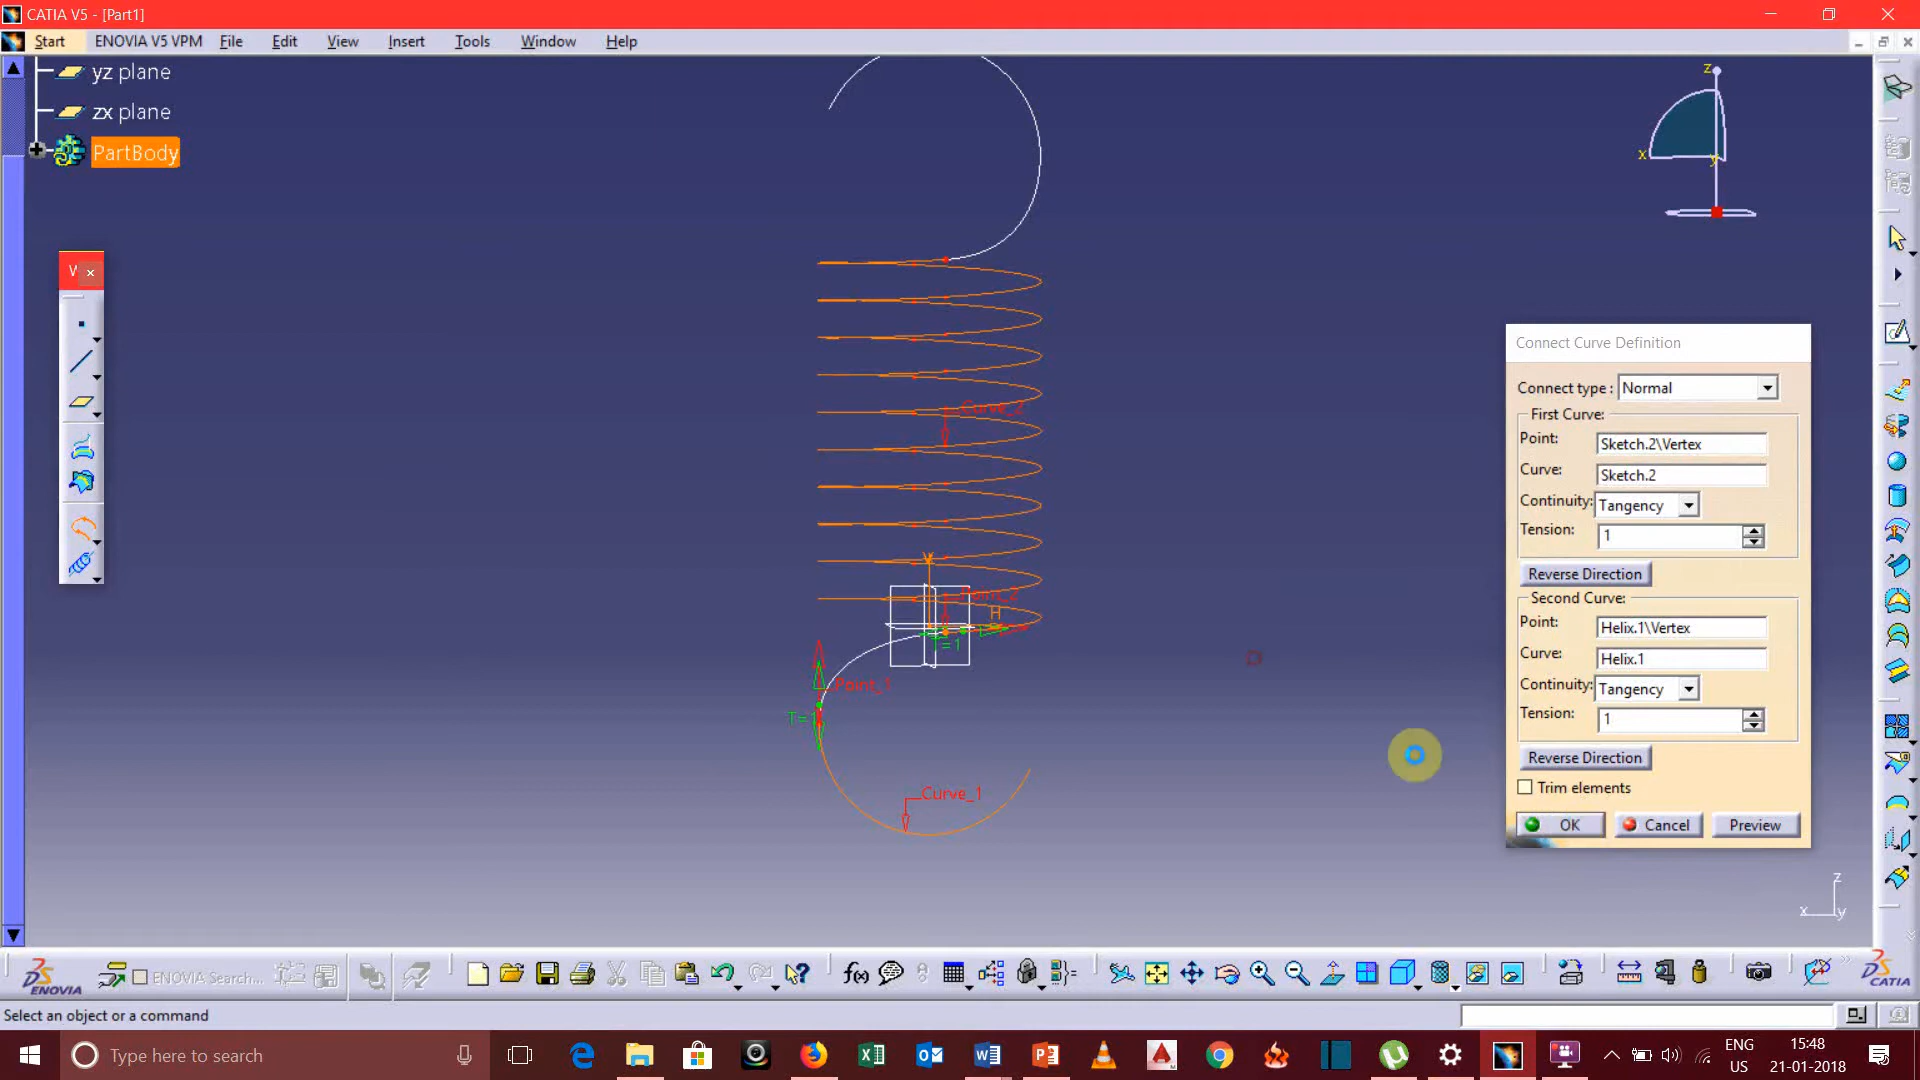 CATIA V5 - [Part1]
Start ENOVIA V5 VPM File Edit View Insert Tools Window Help
yz plane
zx plane
PartBody
z
x
y
Curve_2
V
Point_2
H
T=1
Point_1
T=1
Curve_1
Connect Curve Definition
Connect type : Normal
First Curve:
Point: Sketch.2\Vertex
Curve: Sketch.2
Continuity: Tangency
Tension: 1
Reverse Direction
Second Curve:
Point: Helix.1\Vertex
Curve: Helix.1
Continuity: Tangency
Tension: 1
Reverse Direction
Trim elements
OK Cancel Preview
z
x y
ENOVIA ENOVIA Search... f(x) CATIA
Select an object or a command
Type here to search
ENG
US
15:48
21-01-2018